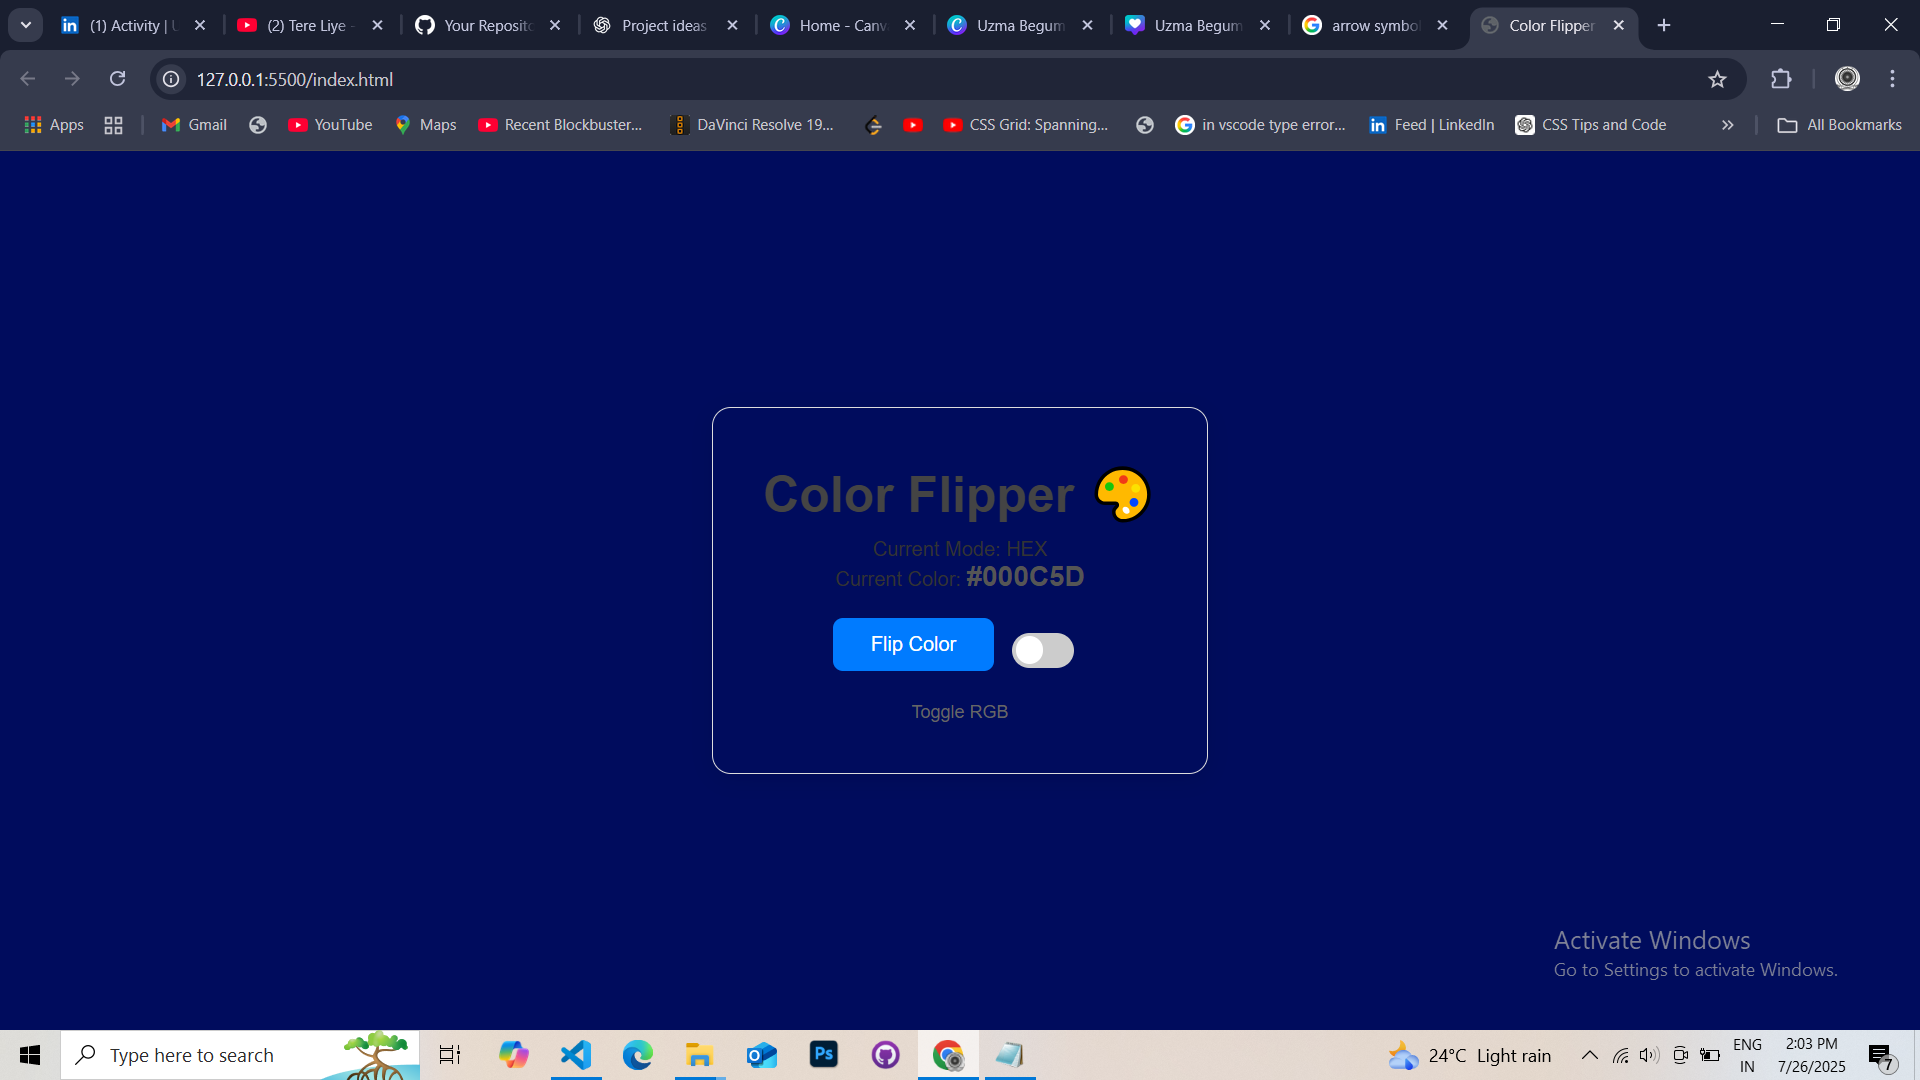 (1) Activity | U
(2) Tere Liye -
Your Reposito
Project ideas
Home - Canv
Uzma Begum
Uzma Begum
arrow symbol
Color Flipper
127.0.0.1:5500/index.html
Apps
Gmail
YouTube
Maps
Recent Blockbuster...
DaVinci Resolve 19...
CSS Grid: Spanning...
in vscode type error...
Feed | LinkedIn
CSS Tips and Code
All Bookmarks
Color Flipper
Current Mode: HEX
Current Color: #000C5D
Flip Color
Toggle RGB
Activate Windows
Go to Settings to activate Windows.
Type here to search
24°C Light rain
ENG
IN
2:03 PM
7/26/2025
7